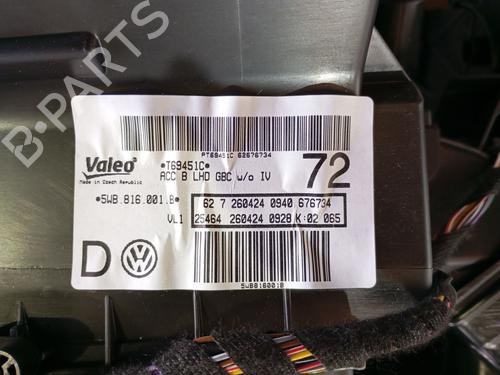 B-PARTS
PT69451C 62676734
Valeo
Made in Czech Republic
*T69451C*
ACC B LHD GBC w/o IV
72
*5WB.816.001.B*
62 7 260424 0940 676734
VL1
25464 260424 0928 K:02 065
D
5WB816001B